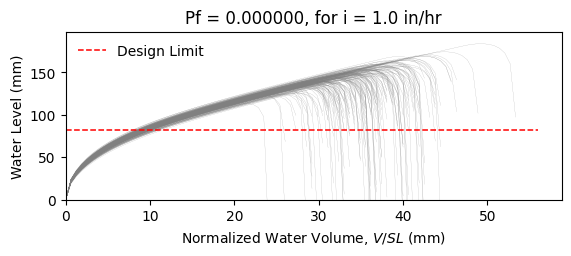 Pf = 0.000000, for i = 1.0 in/hr
Design Limit
Water Level (mm)
150
100
50
0
0 10 20 30 40 50
Normalized Water Volume, V/SL (mm)